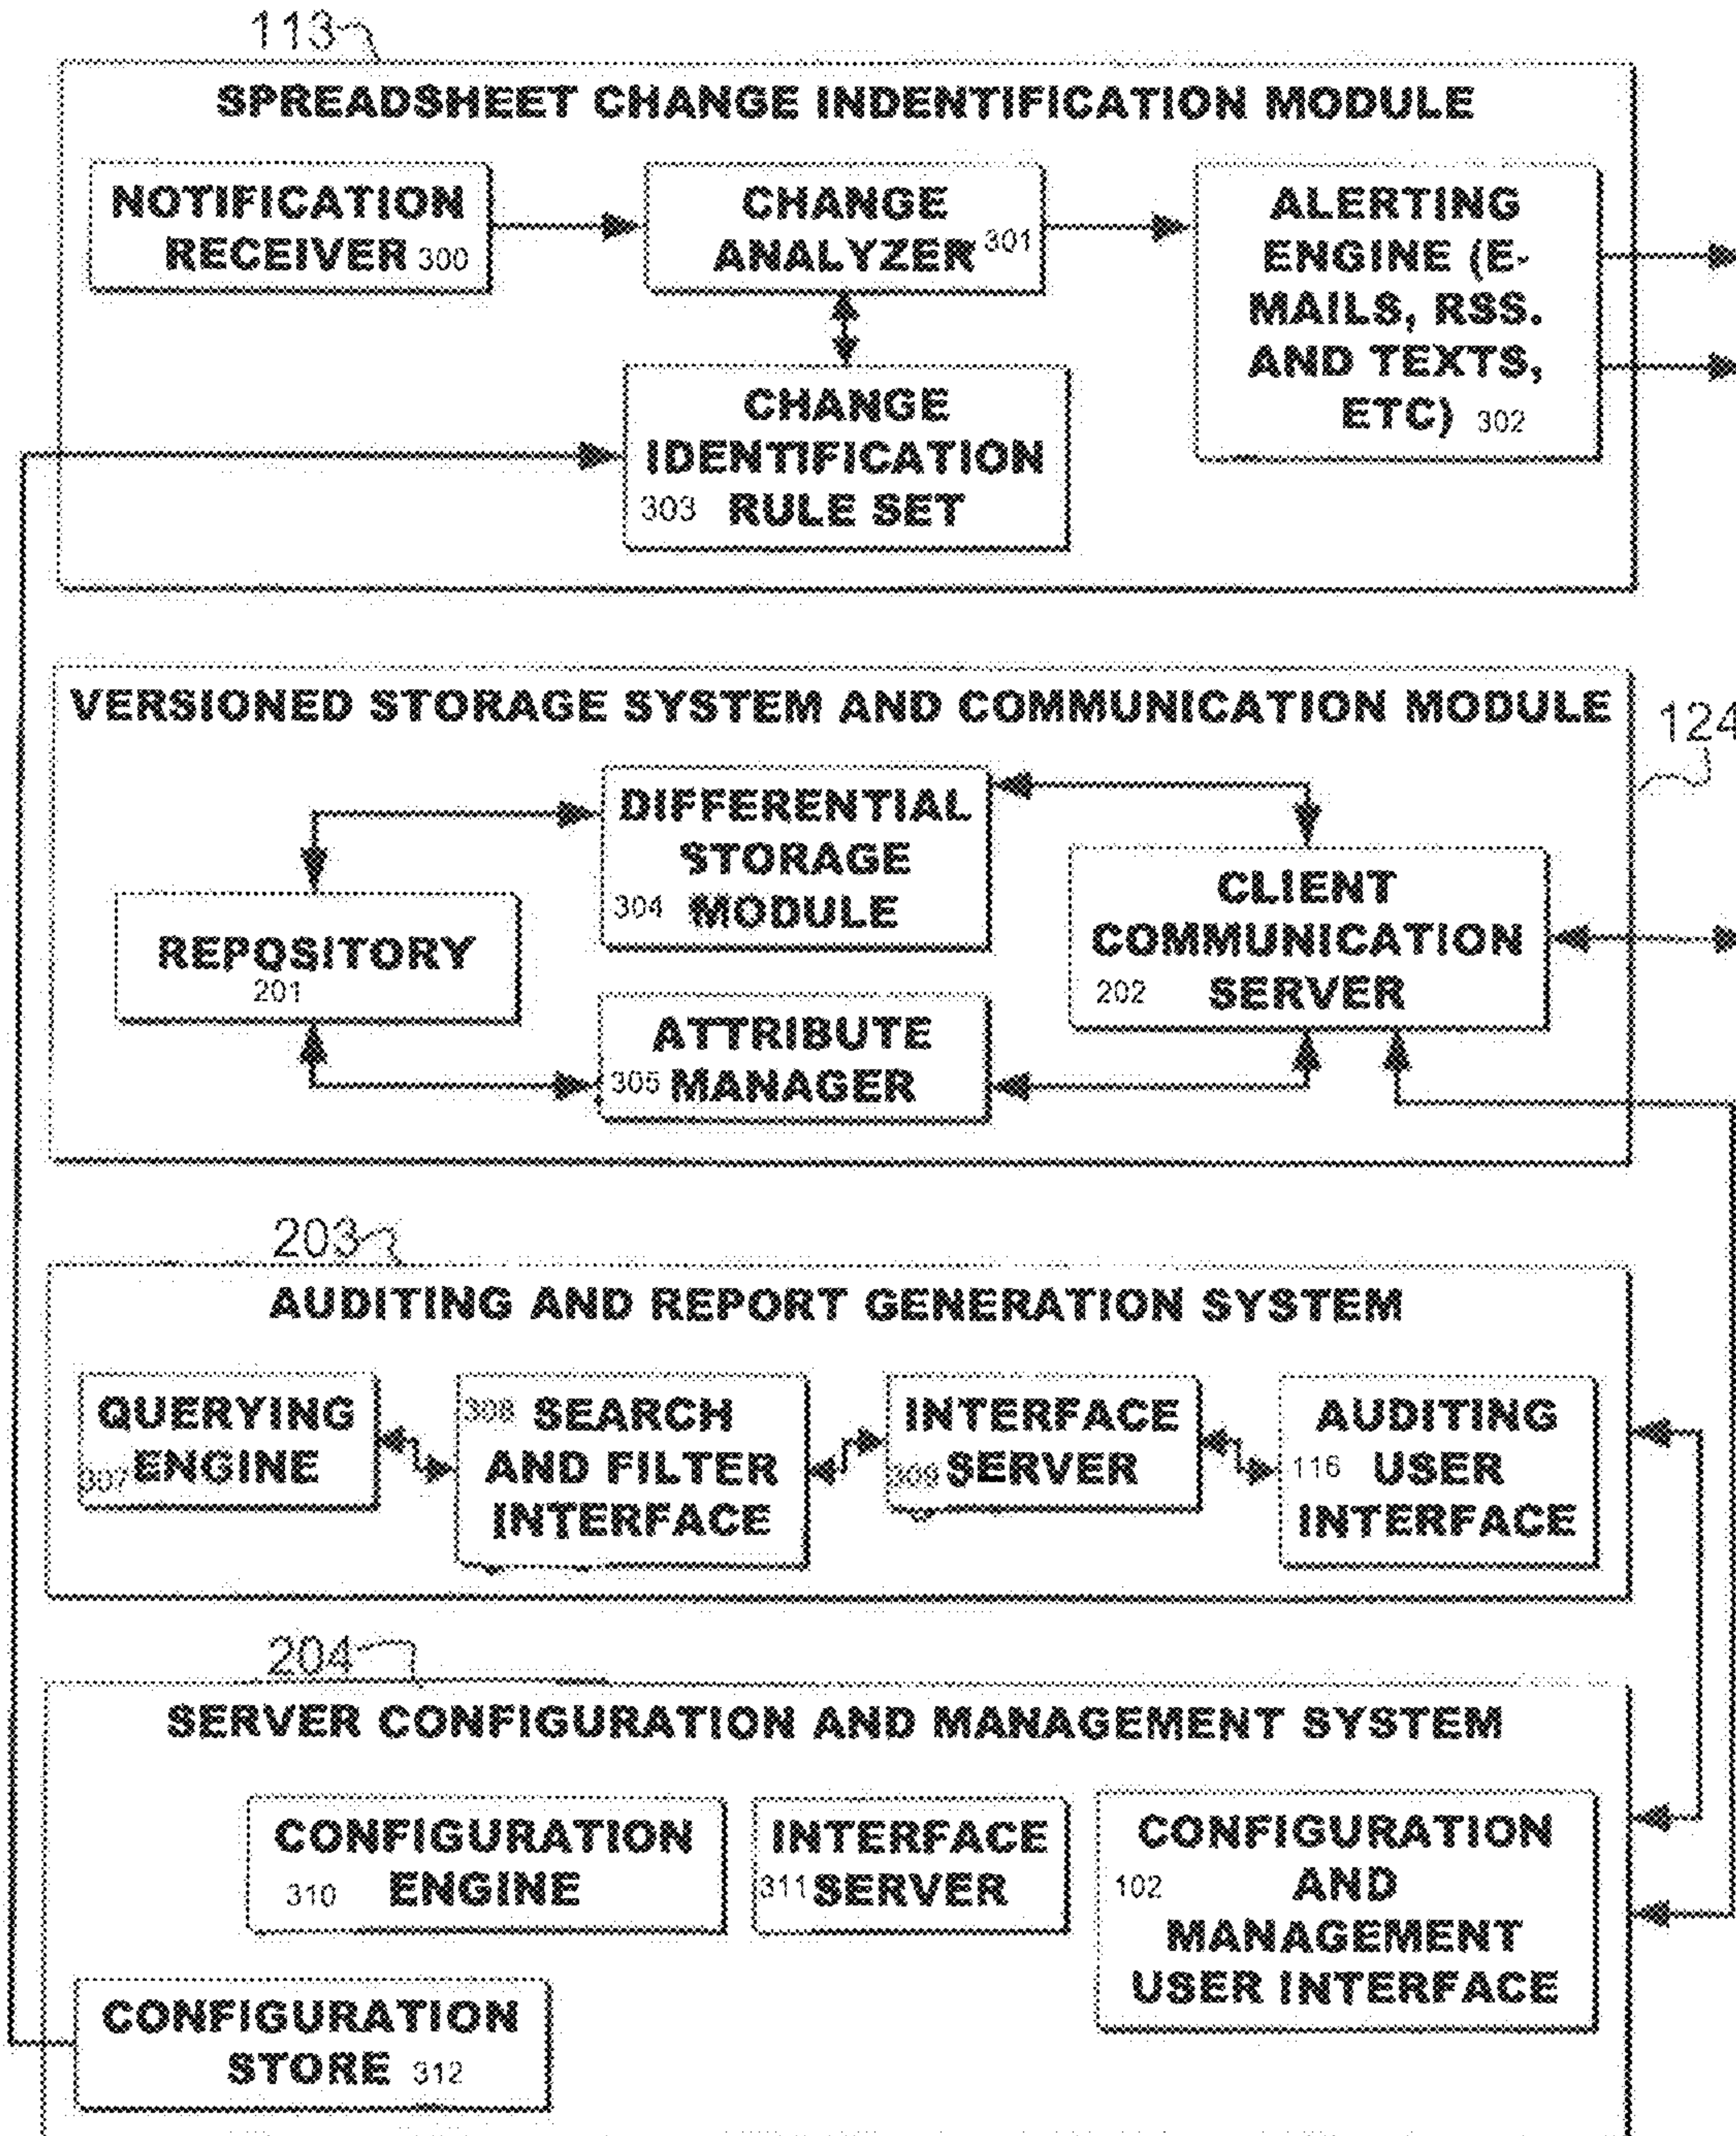 113
SPREADSHEET CHANGE INDENTIFICATION MODULE
NOTIFICATION
RECEIVER 300
CHANGE
ANALYZER 301
ALERTING
ENGINE (E-
MAILS, RSS.
AND TEXTS,
ETC) 302
CHANGE
IDENTIFICATION
303 RULE SET
VERSIONED STORAGE SYSTEM AND COMMUNICATION MODULE
124
DIFFERENTIAL
STORAGE
304 MODULE
REPOSITORY
201
CLIENT
COMMUNICATION
202 SERVER
ATTRIBUTE
305 MANAGER
203
AUDITING AND REPORT GENERATION SYSTEM
QUERYING
307 ENGINE
308 SEARCH
AND FILTER
INTERFACE
INTERFACE
309 SERVER
AUDITING
116 USER
INTERFACE
204
SERVER CONFIGURATION AND MANAGEMENT SYSTEM
CONFIGURATION
310 ENGINE
INTERFACE
311 SERVER
CONFIGURATION
102 AND
MANAGEMENT
USER INTERFACE
CONFIGURATION
STORE 312